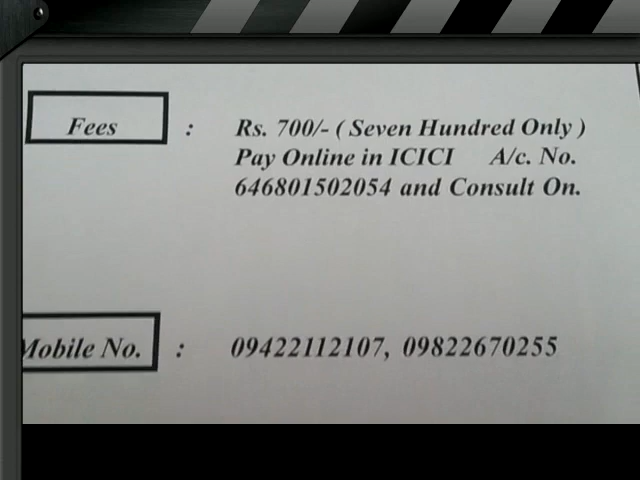 Fees : Rs. 700/- ( Seven Hundred Only )
Pay Online in ICICI A/c. No.
646801502054 and Consult On.
Mobile No. : 09422112107, 09822670255